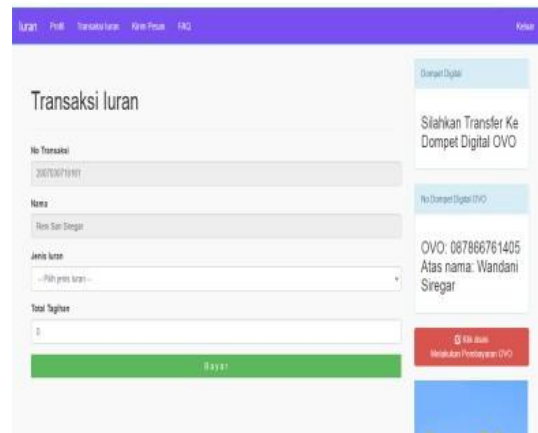 Iuran Profil Transaksi Iuran Kirim Pesan FAQ Keluar
Transaksi Iuran
No Transaksi
Nama
Reni Sari Siregar
Jenis Iuran
-- Pilih jenis Iuran --
Total Tagihan
0
Bayar
Dompet Digital
Silahkan Transfer Ke
Dompet Digital OVO
No Dompet Digital OVO
OVO: 087866761405
Atas nama: Wandani
Siregar
Klik disini
Melakukan Pembayaran OVO